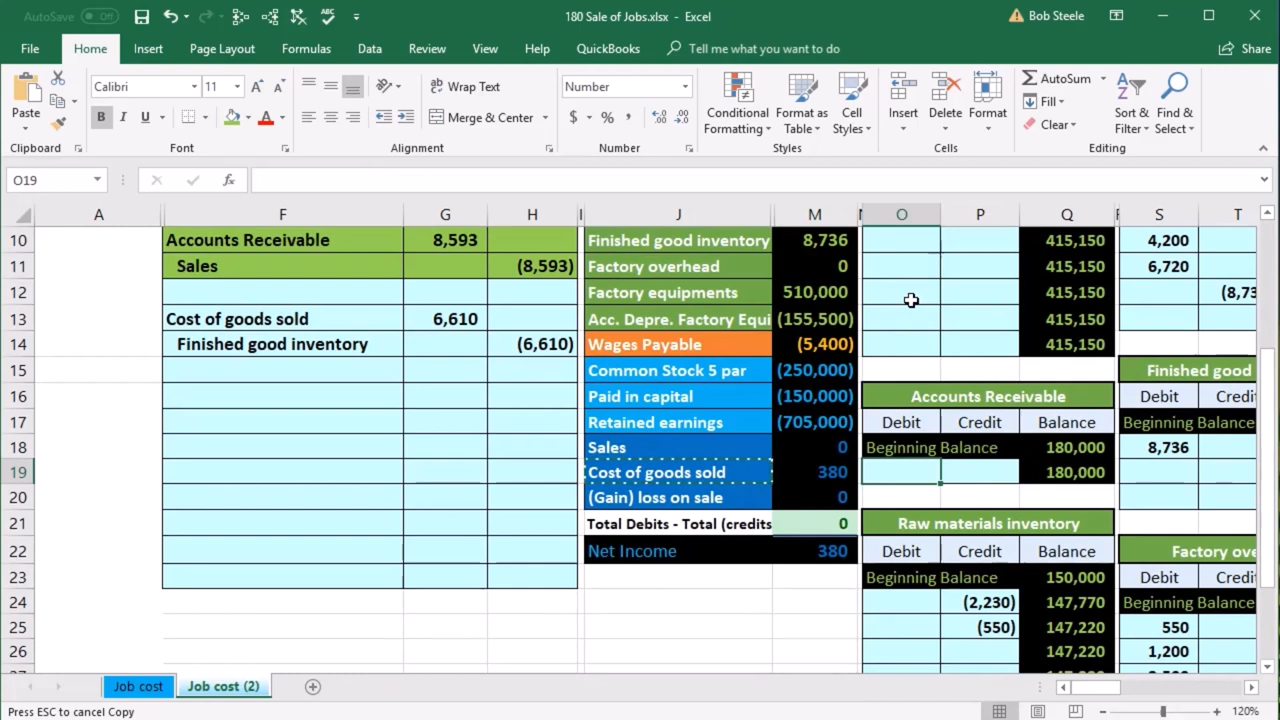 AutoSave Off 180 Sale of Jobs.xlsx - Excel Bob Steele
File Home Insert Page Layout Formulas Data Review View Help QuickBooks Tell me what you want to do Share
Paste Calibri 11 A A Wrap Text Number Conditional Formatting Format as Table Cell Styles Insert Delete Format AutoSum Sort & Filter Find & Select
B I U A Merge & Center $ % , Fill Clear
Clipboard Font Alignment Number Styles Cells Editing
O19 fx
A F G H I J M O P Q S T
10 Accounts Receivable 8,593 Finished good inventory 8,736 415,150 4,200
11 Sales (8,593) Factory overhead 0 415,150 6,720
12 Factory equipments 510,000 415,150 (8,73
13 Cost of goods sold 6,610 Acc. Depre. Factory Equi (155,500) 415,150
14 Finished good inventory (6,610) Wages Payable (5,400) 415,150
15 Common Stock 5 par (250,000) Finished good
16 Paid in capital (150,000) Accounts Receivable Debit Credi
17 Retained earnings (705,000) Debit Credit Balance Beginning Balance
18 Sales 0 Beginning Balance 180,000 8,736
19 Cost of goods sold 380 180,000
20 (Gain) loss on sale 0
21 Total Debits - Total (credits 0 Raw materials inventory
22 Net Income 380 Debit Credit Balance Factory ove
23 Beginning Balance 150,000 Debit Credi
24 (2,230) 147,770 Beginning Balance
25 (550) 147,220 550
26 147,220 1,200
Job cost Job cost (2)
Press ESC to cancel Copy 120%